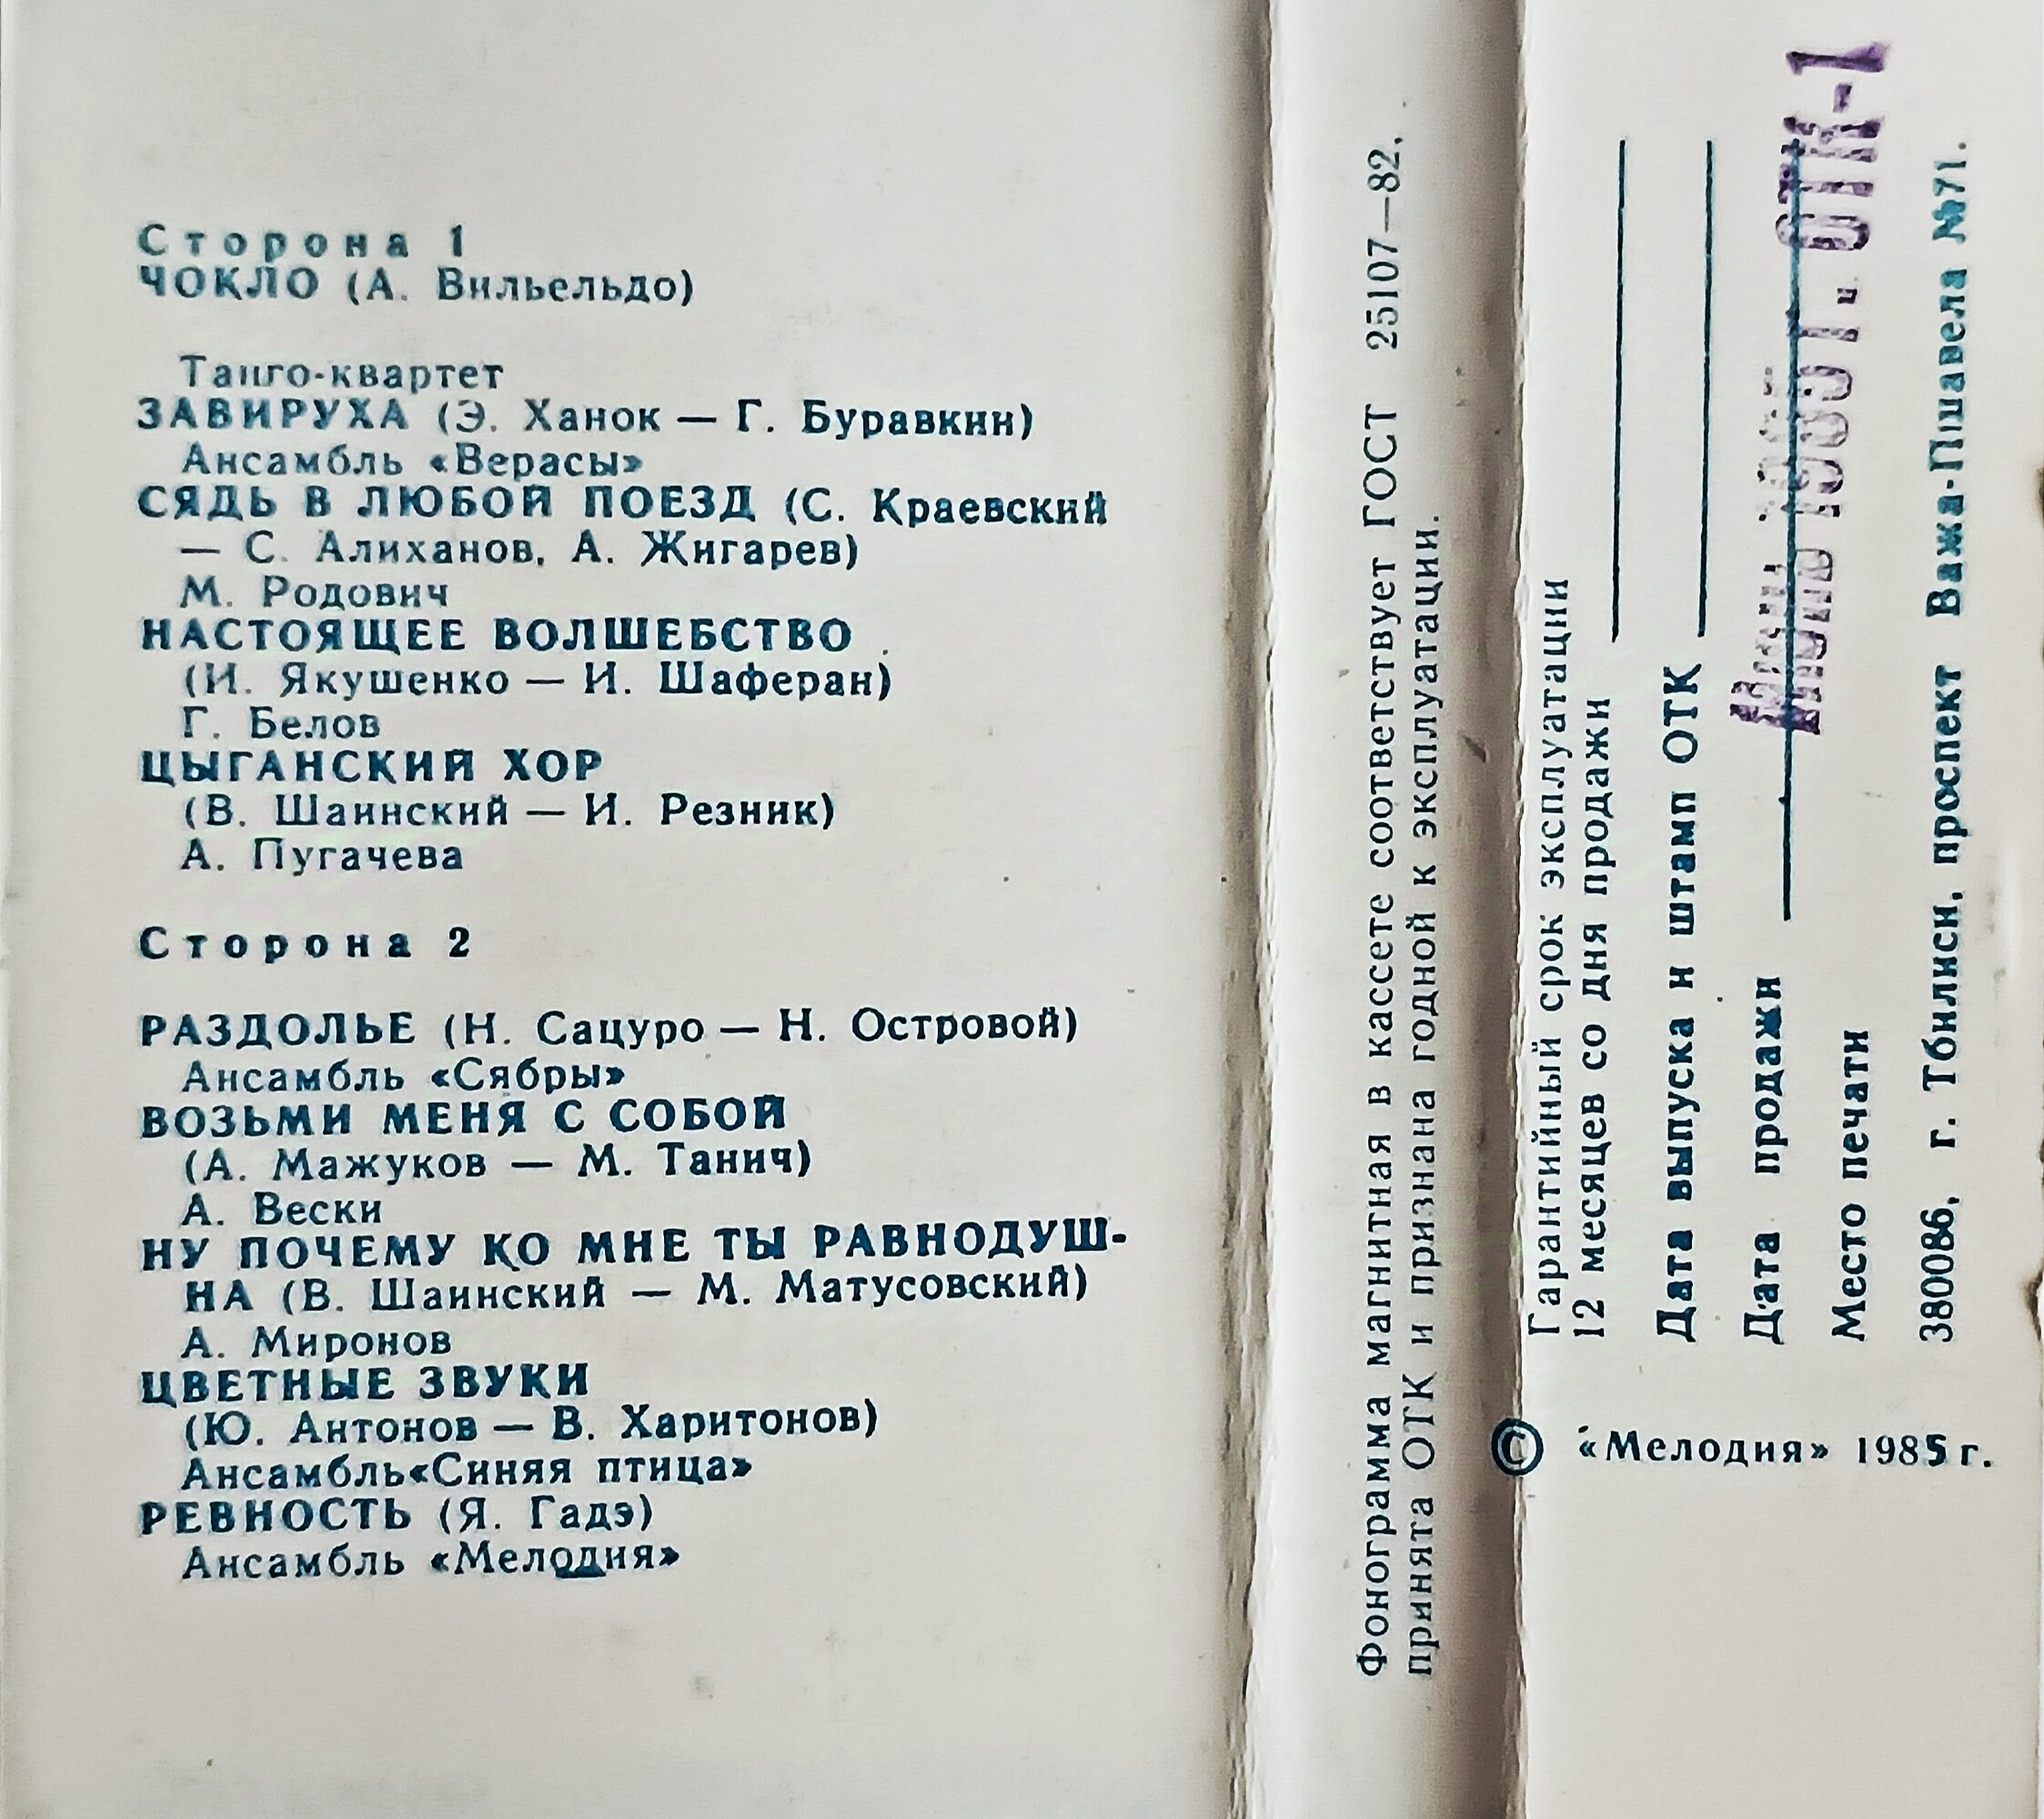 Сторона 1
ЧОКЛО (А. Вильельдо)
Танго-квартет
ЗАВИРУХА (Э. Ханок — Г. Буравкин)
Ансамбль «Верасы»
СЯДЬ В ЛЮБОЙ ПОЕЗД (С. Краевский
— С. Алиханов, А. Жигарев)
М. Родович
НАСТОЯЩЕЕ ВОЛШЕБСТВО
(И. Якушенко — И. Шаферан)
Г. Белов
ЦЫГАНСКИЙ ХОР
(В. Шаинский — И. Резник)
А. Пугачева
Сторона 2
РАЗДОЛЬЕ (Н. Сацуро — Н. Островой)
Ансамбль «Сябры»
ВОЗЬМИ МЕНЯ С СОБОЙ
(А. Мажуков — М. Танич)
А. Вески
НУ ПОЧЕМУ КО МНЕ ТЫ РАВНОДУШ-
НА (В. Шаинский — М. Матусовский)
А. Миронов
ЦВЕТНЫЕ ЗВУКИ
(Ю. Антонов — В. Харитонов)
Ансамбль«Синяя птица»
РЕВНОСТЬ (Я. Гадэ)
Ансамбль «Мелодия»
Фонограмма магнитная в кассете соответствует ГОСТ 25107—82,
принята ОТК и признана годной к эксплуатации.
Гарантийный срок эксплуатации
12 месяцев со дня продажи
Дата выпуска и штамп ОТК
Дата продажи
ОТК-1
Место печати
380086, г. Тбилиси, проспект Важа-Пшавела №71.
© «Мелодия» 1985 г.